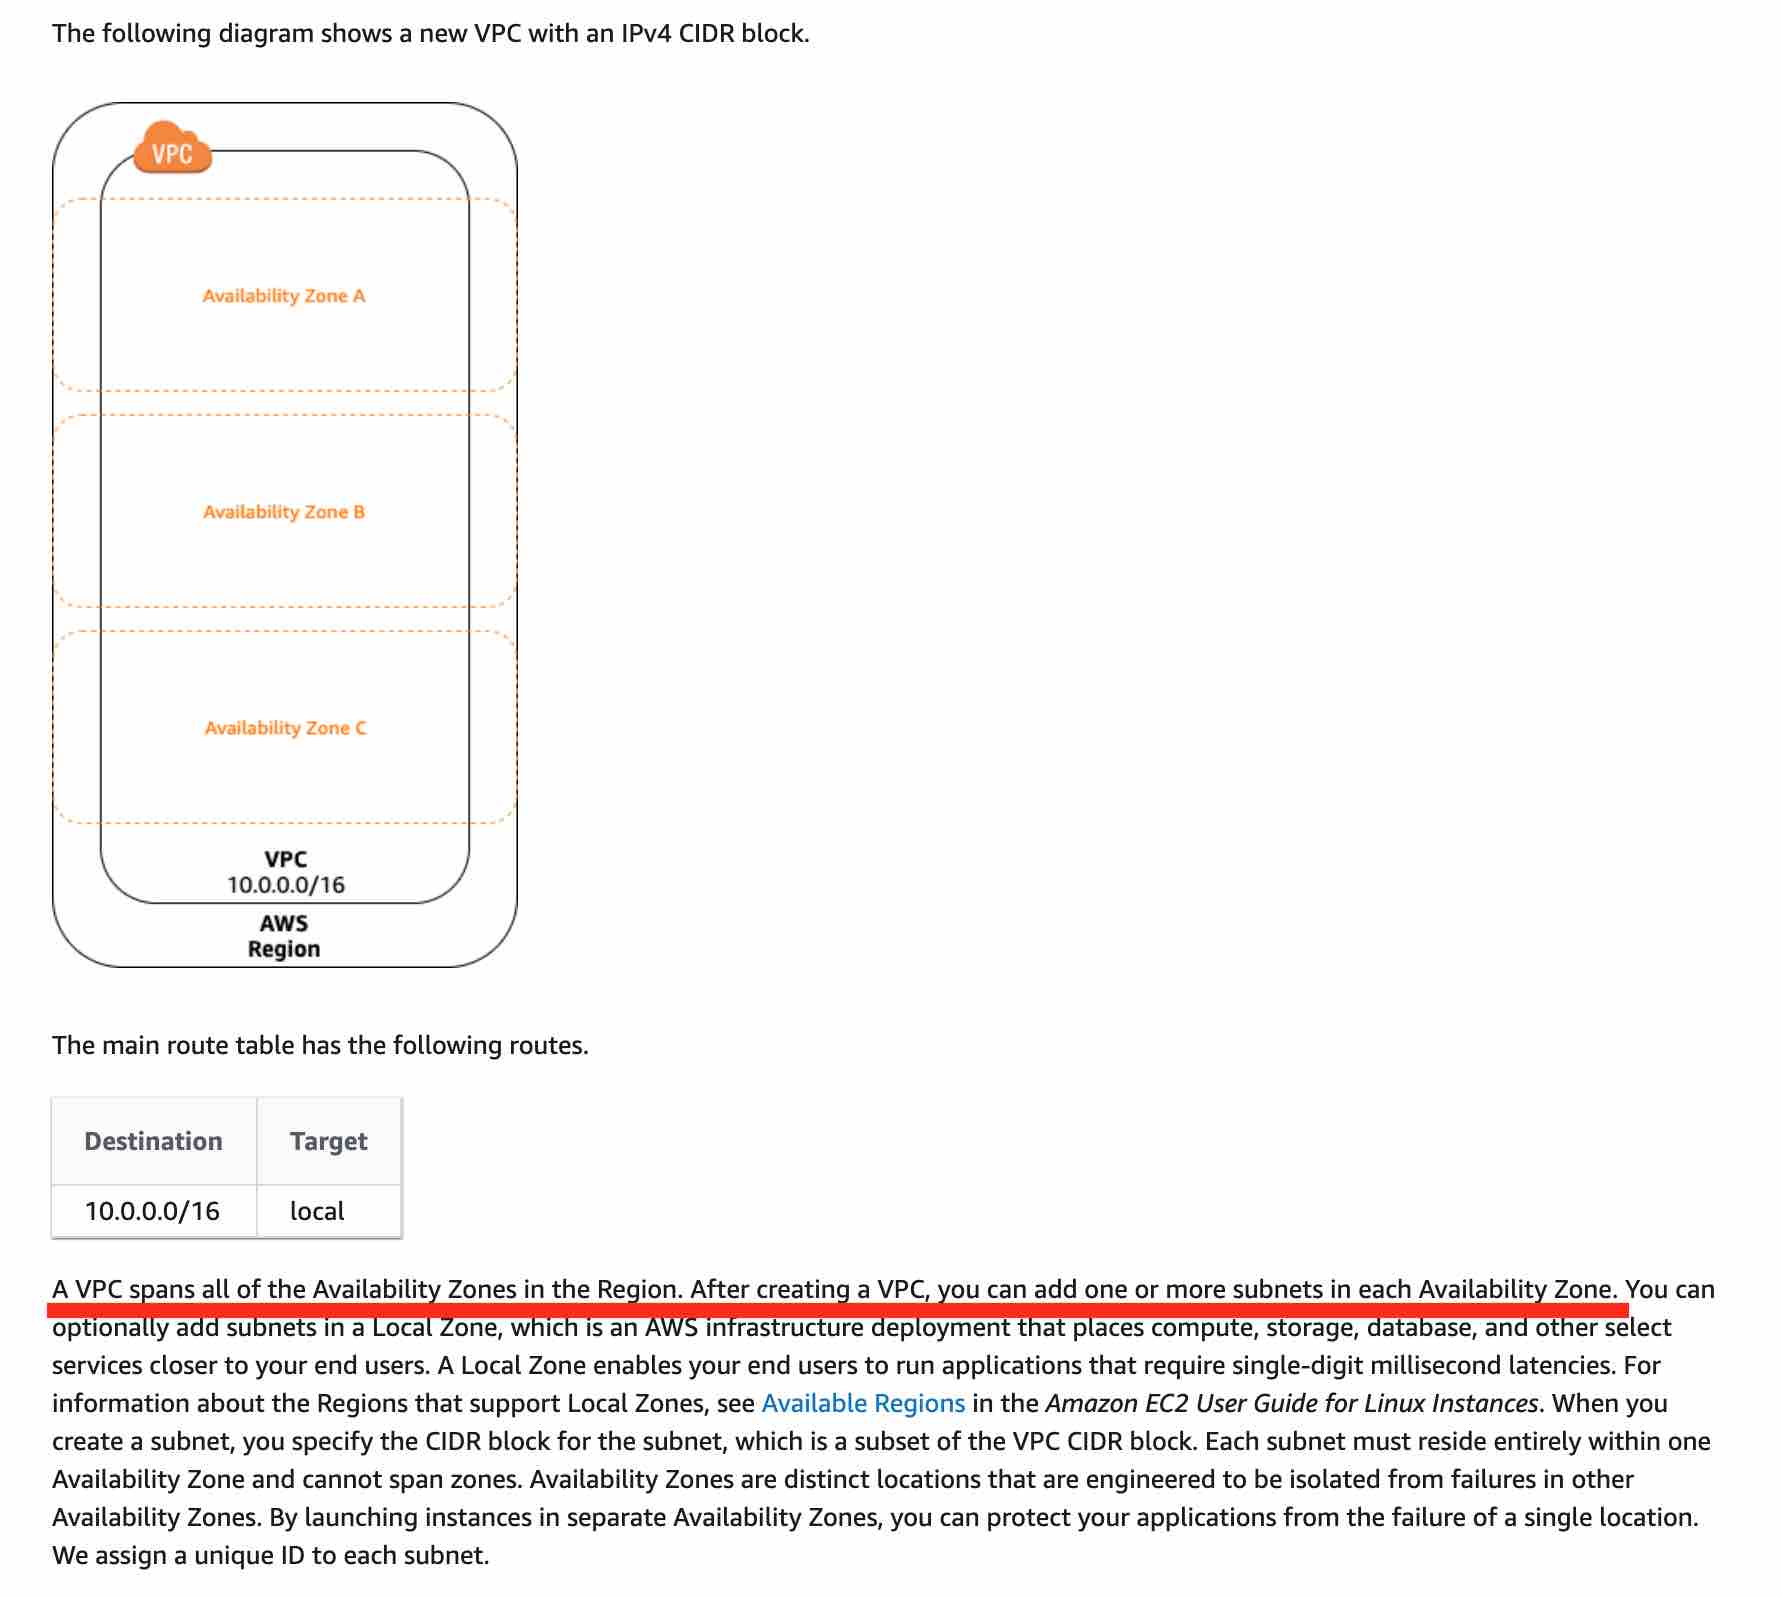 The following diagram shows a new VPC with an IPv4 CIDR block.
VPC
Availability Zone A
Availability Zone B
Availability Zone C
VPC
10.0.0.0/16
AWS
Region
The main route table has the following routes.
Destination Target
10.0.0.0/16 local
A VPC spans all of the Availability Zones in the Region. After creating a VPC, you can add one or more subnets in each Availability Zone. You can
optionally add subnets in a Local Zone, which is an AWS infrastructure deployment that places compute, storage, database, and other select
services closer to your end users. A Local Zone enables your end users to run applications that require single-digit millisecond latencies. For
information about the Regions that support Local Zones, see Available Regions in the Amazon EC2 User Guide for Linux Instances. When you
create a subnet, you specify the CIDR block for the subnet, which is a subset of the VPC CIDR block. Each subnet must reside entirely within one
Availability Zone and cannot span zones. Availability Zones are distinct locations that are engineered to be isolated from failures in other
Availability Zones. By launching instances in separate Availability Zones, you can protect your applications from the failure of a single location.
We assign a unique ID to each subnet.